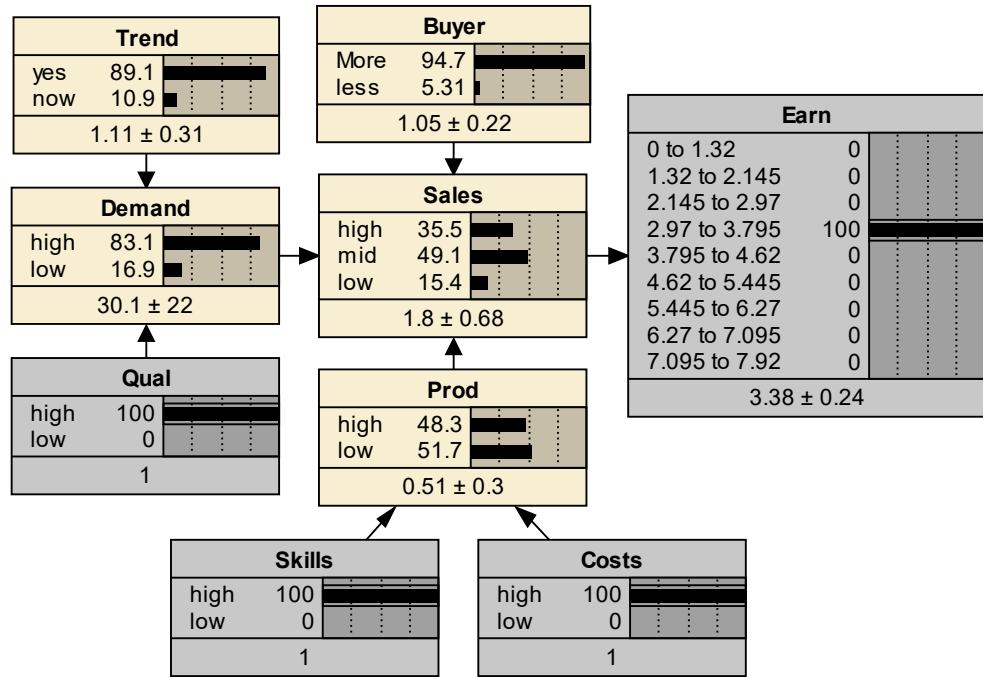 Trend
yes 89.1
now 10.9
1.11 ± 0.31
Buyer
More 94.7
less 5.31
1.05 ± 0.22
Earn
0 to 1.32 0
1.32 to 2.145 0
2.145 to 2.97 0
2.97 to 3.795 100
3.795 to 4.62 0
4.62 to 5.445 0
5.445 to 6.27 0
6.27 to 7.095 0
7.095 to 7.92 0
3.38 ± 0.24
Demand
high 83.1
low 16.9
30.1 ± 22
Sales
high 35.5
mid 49.1
low 15.4
1.8 ± 0.68
Qual
high 100
low 0
1
Prod
high 48.3
low 51.7
0.51 ± 0.3
Skills
high 100
low 0
1
Costs
high 100
low 0
1